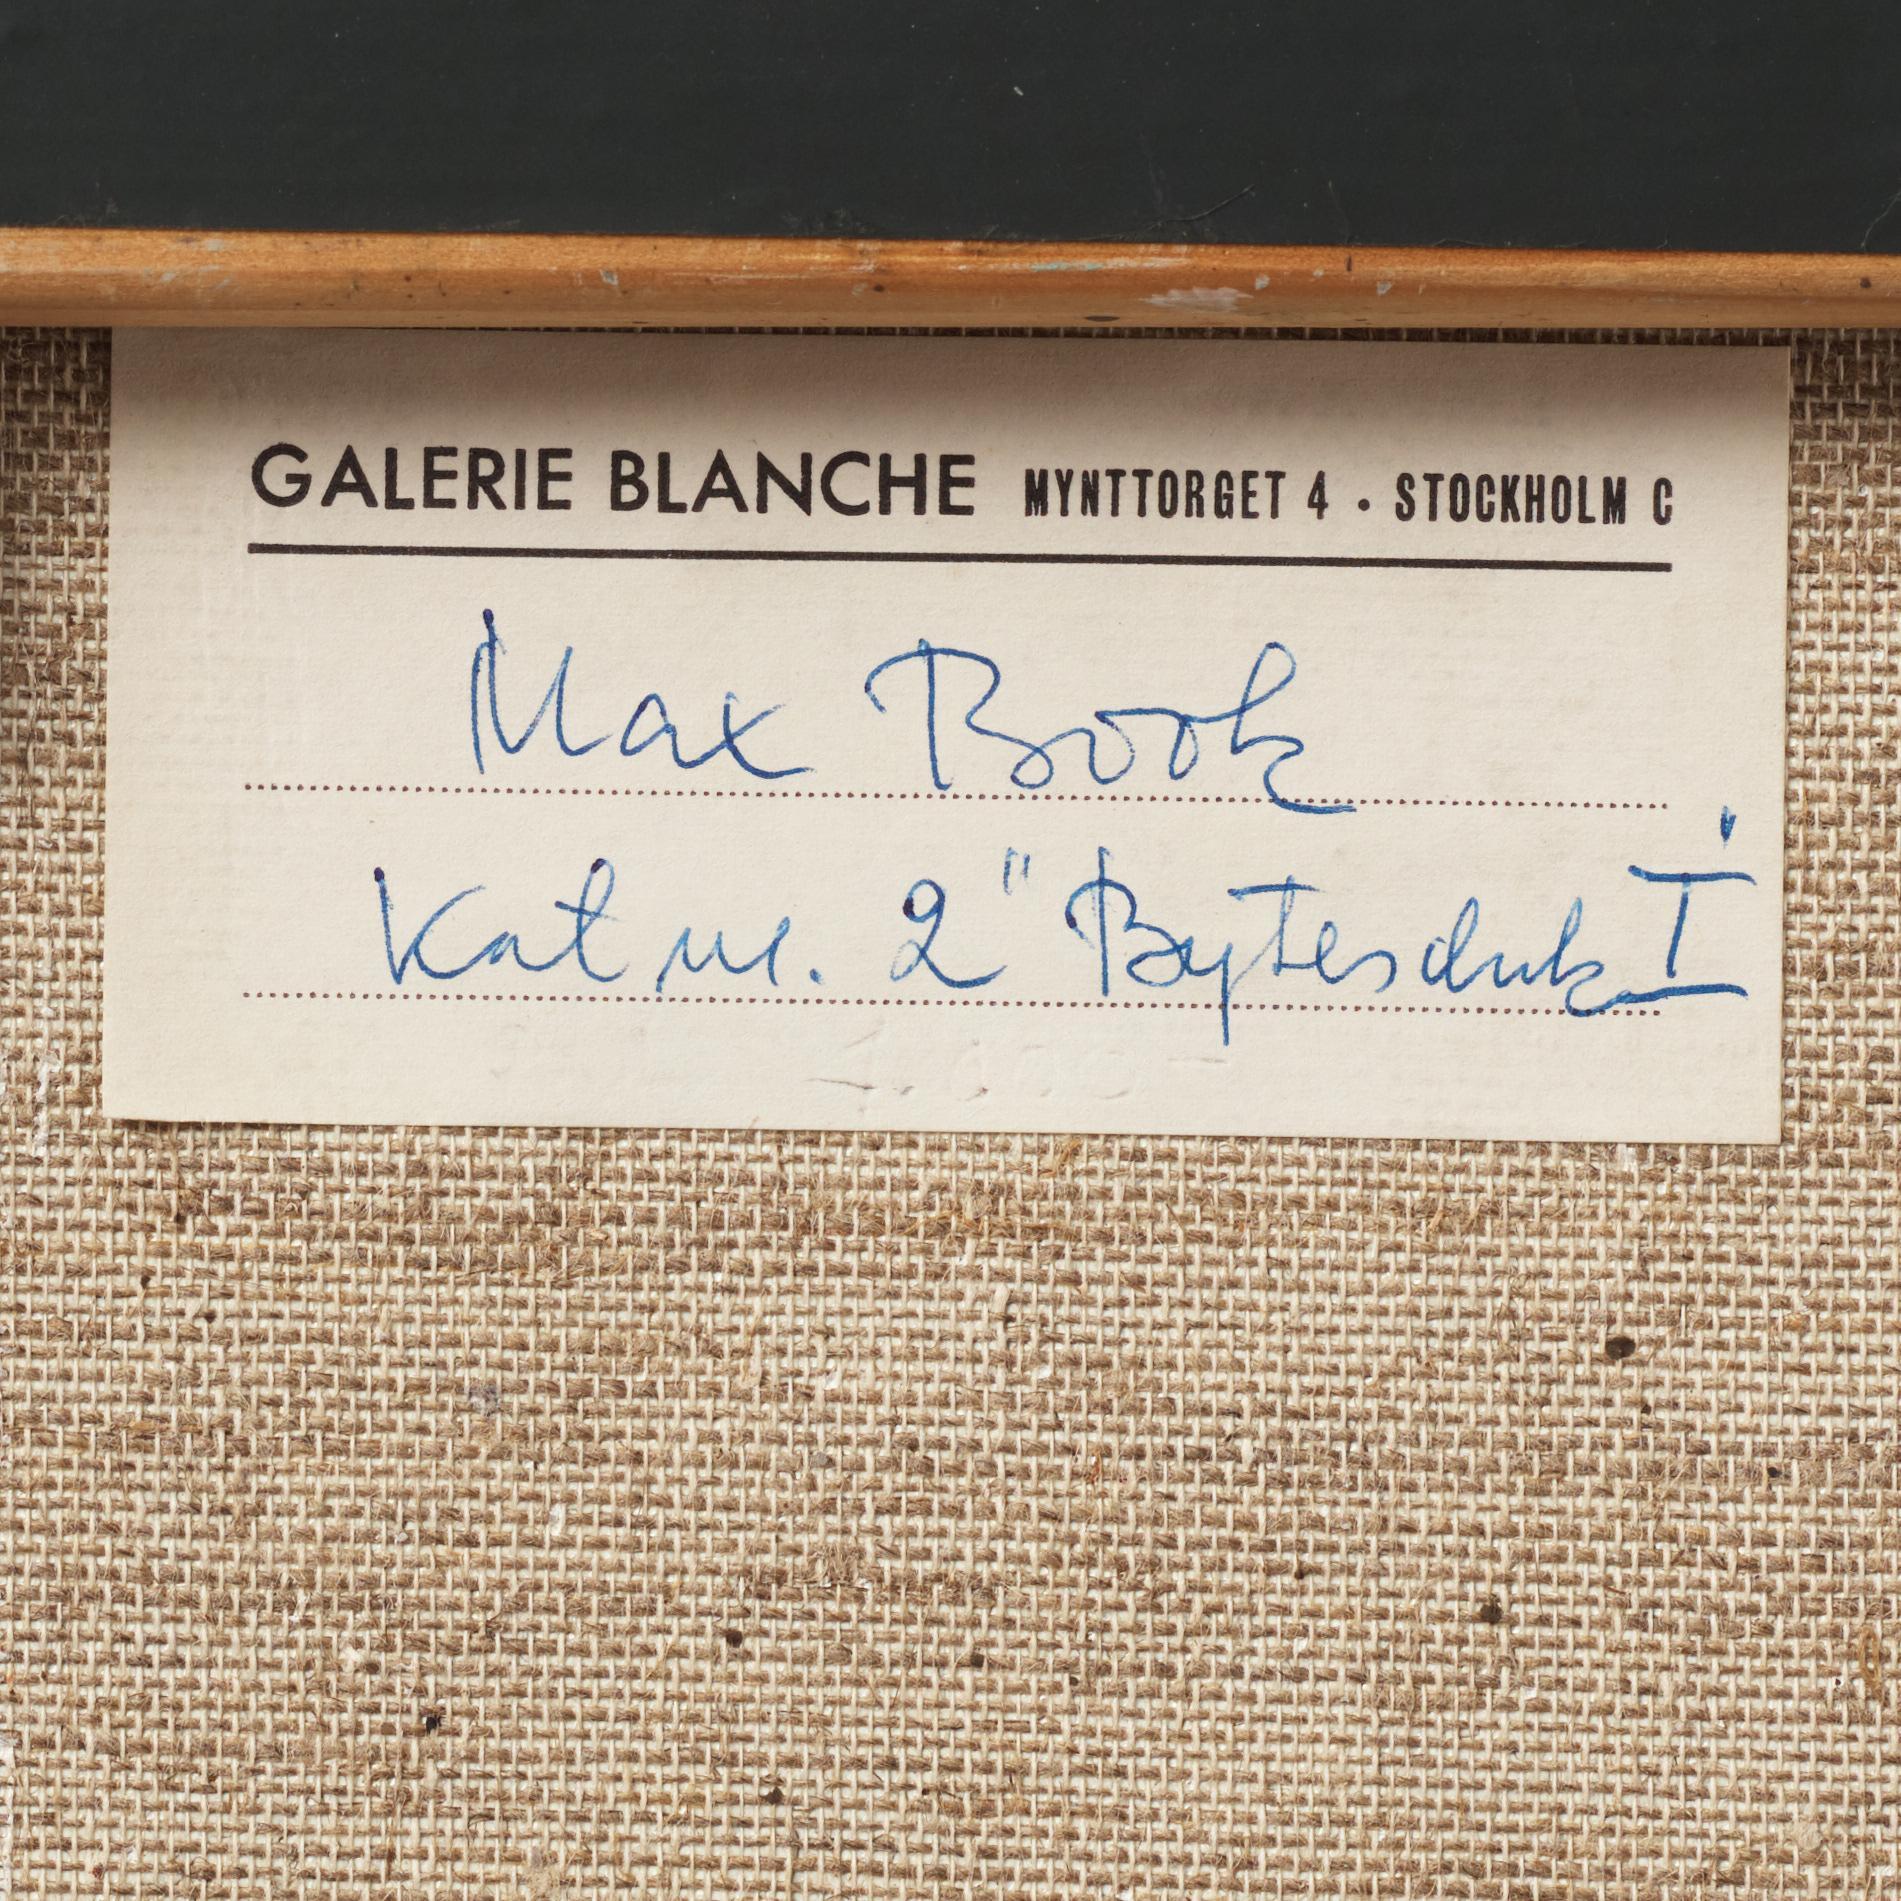 GALERIE BLANCHE MYNTTORGET 4 · STOCKHOLM C
Max Book
Kat nr. 2 "Bytesduk I"